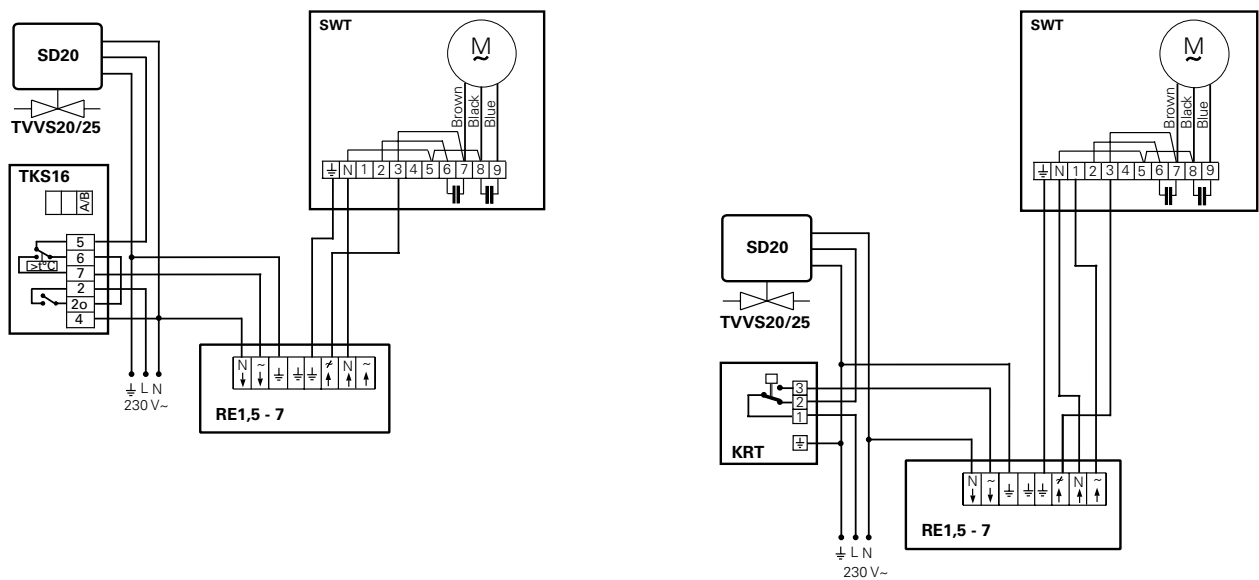 SD20
TVVS20/25
TKS16
A/B
5
>t°C 6
7
2
2o
4
⏚ L N
230 V~
SWT
M
~
Brown
Black
Blue
⏚ N 1 2 3 4 5 6 7 8 9
N ~ ⏚ ⏚ ⏚ ≁ N ~
RE1,5 - 7
SWT
M
~
Brown
Black
Blue
⏚ N 1 2 3 4 5 6 7 8 9
SD20
TVVS20/25
3
2
1
⏚
KRT
N ~ ⏚ ⏚ ⏚ ≁ N ~
RE1,5 - 7
⏚ L N
230 V~